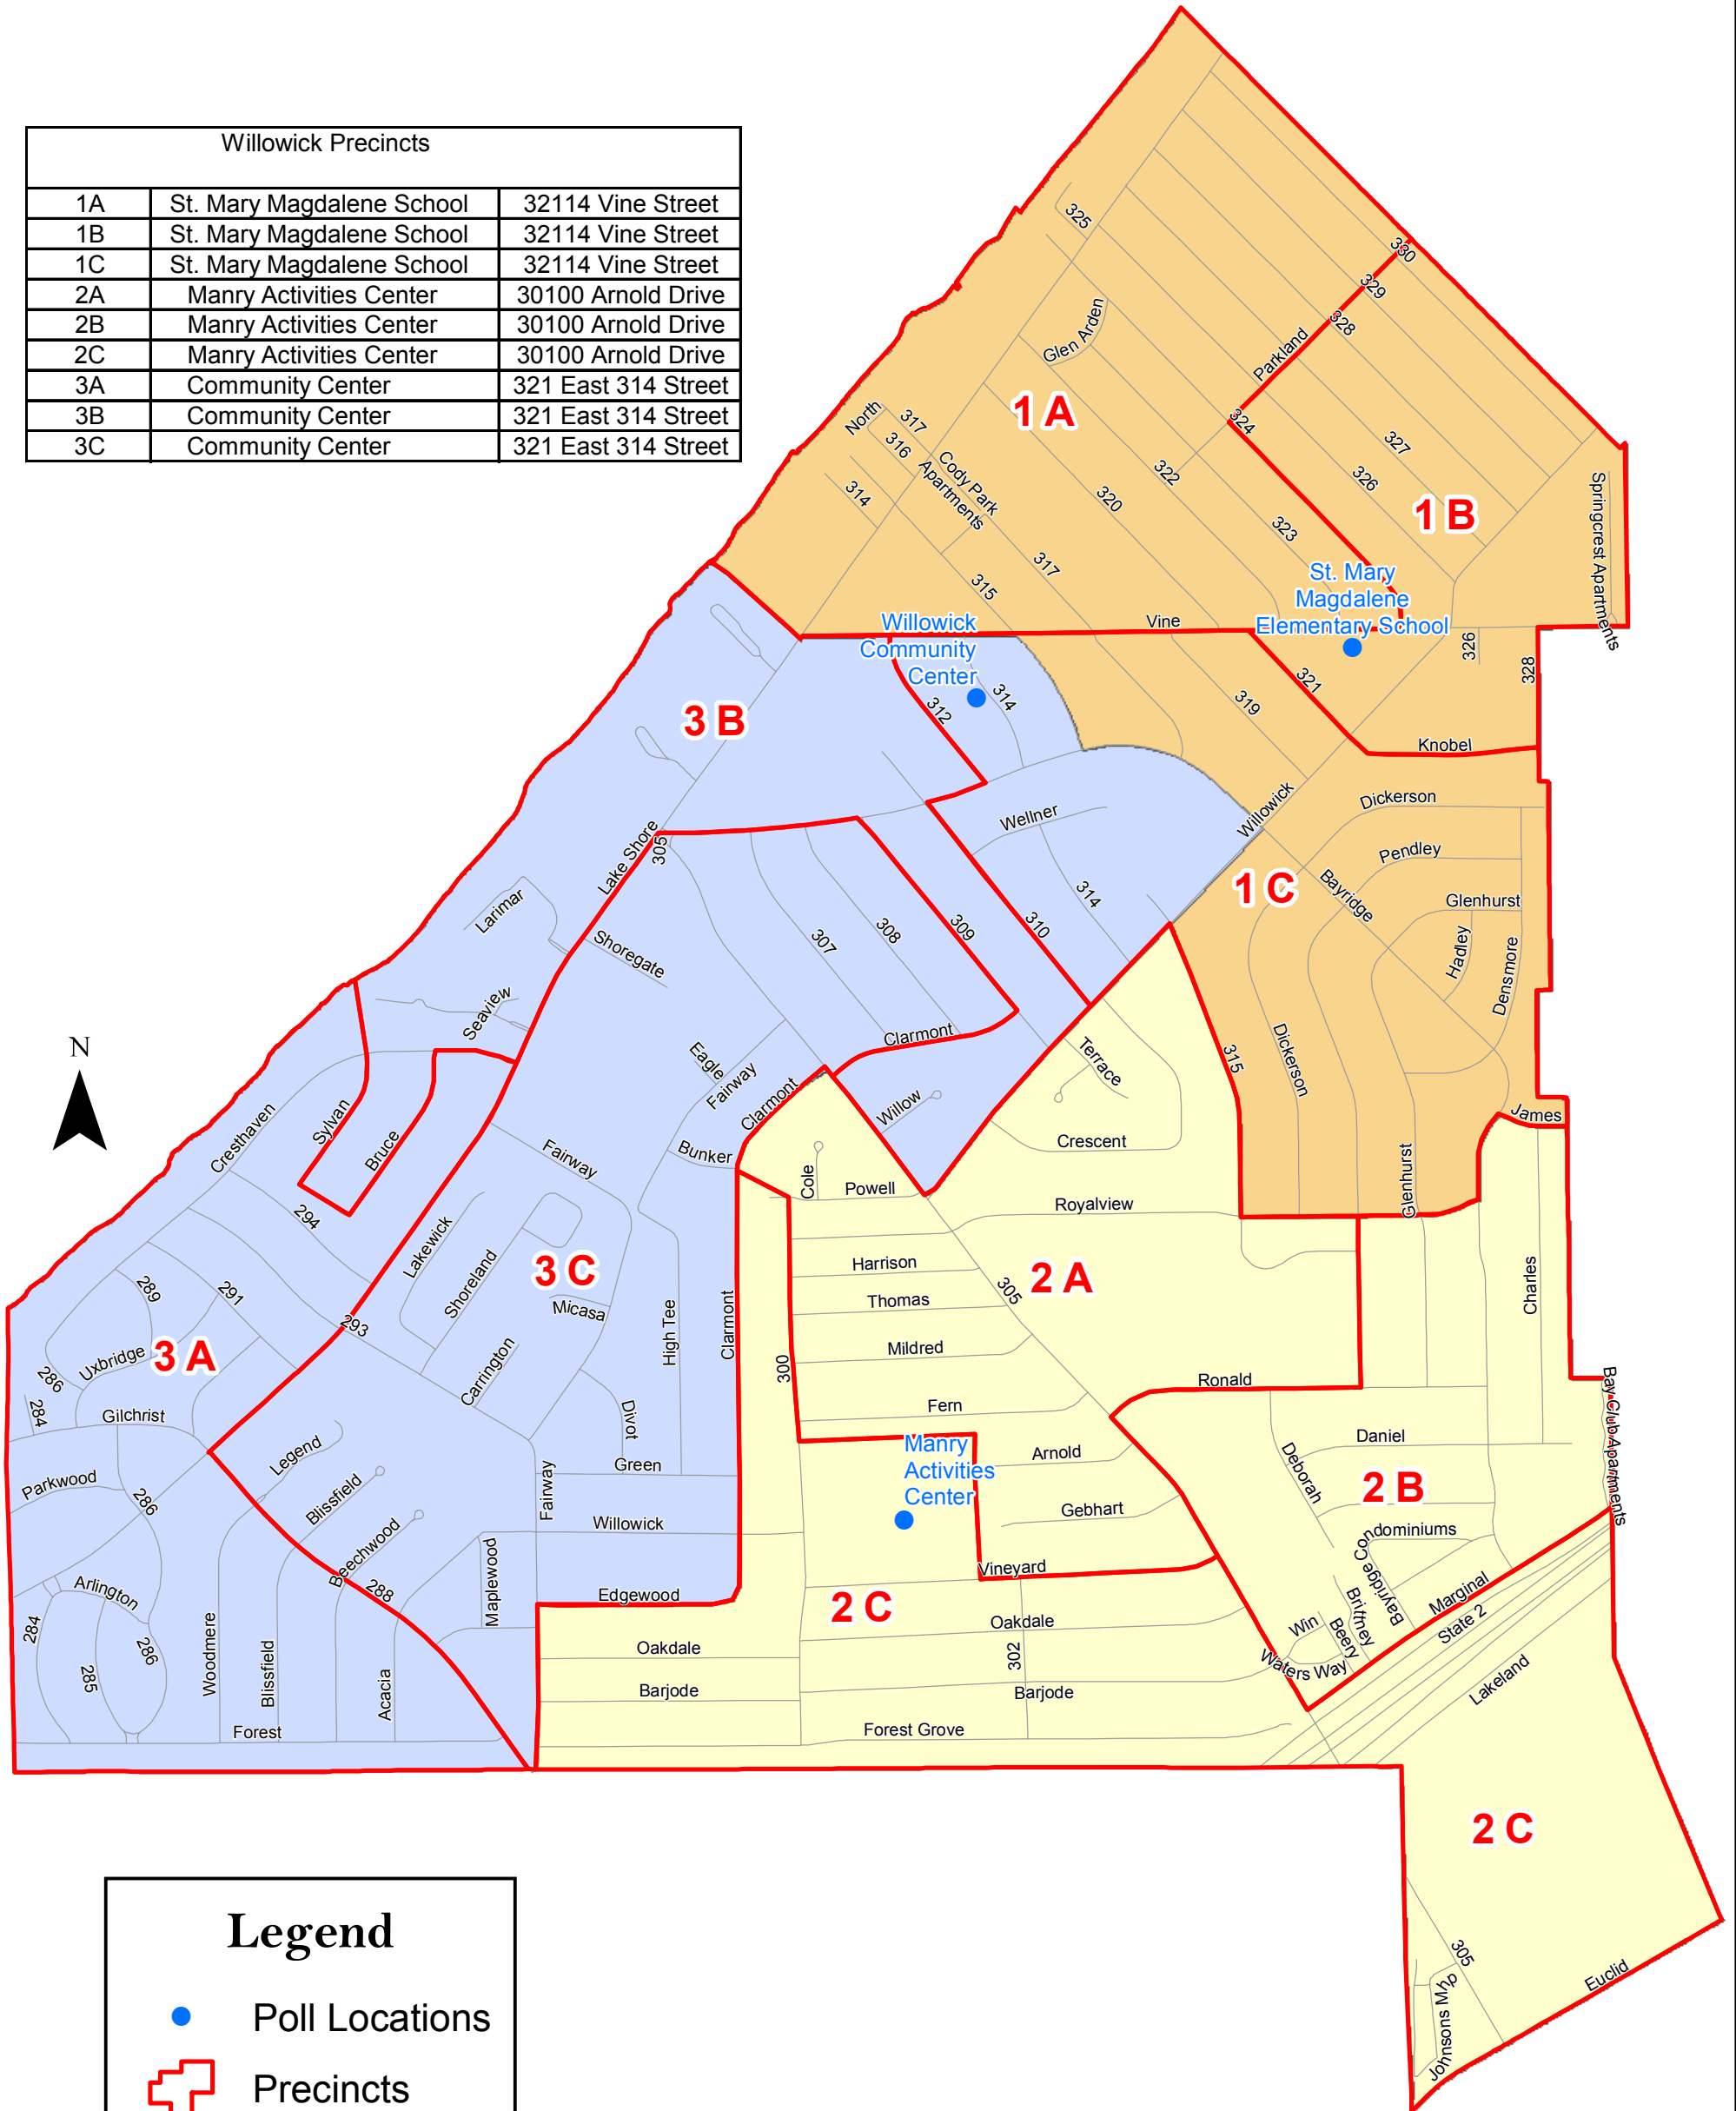 Willowick Precincts
1A St. Mary Magdalene School 32114 Vine Street
1B St. Mary Magdalene School 32114 Vine Street
1C St. Mary Magdalene School 32114 Vine Street
2A Manry Activities Center 30100 Arnold Drive
2B Manry Activities Center 30100 Arnold Drive
2C Manry Activities Center 30100 Arnold Drive
3A Community Center 321 East 314 Street
3B Community Center 321 East 314 Street
3C Community Center 321 East 314 Street
325
330
329
328
Parkland
Glen Arden
1 A
324
North
317
316
Cody Park
Apartments
314
322
320
327
326
1 B
Springcrest Apartments
323
317
315
St. Mary
Magdalene
Elementary School
Vine
Willowick
Community
Center
314
312
326
328
321
319
Knobel
3 B
Dickerson
Willowick
Wellner
Lake Shore
305
Pendley
1 C
Bayridge
Glenhurst
314
Larimar
307
308
309
310
Hadley
Densmore
Shoregate
Seaview
N
Clarmont
Terrace
315
Dickerson
Eagle
Fairway
Clarmont
Willow
James
Cresthaven
Sylvan
Bruce
Fairway
Bunker
Crescent
Cole
Powell
Glenhurst
294
Royalview
Lakewick
Shoreland
3 C
Harrison
2 A
305
Charles
289
291
Micasa
Thomas
293
High Tee
Clarmont
Mildred
3 A
Uxbridge
286
Carrington
300
Ronald
Bay Club Apartments
284
Gilchrist
Divot
Fern
Legend
Daniel
Manry
Activities
Center
Arnold
Deborah
2 B
Parkwood
286
Blissfield
Green
Fairway
Gebhart
Willowick
Condominiums
Bayridge
Beechwood
Vineyard
Arlington
288
Maplewood
Edgewood
2 C
Marginal
State 2
284
286
285
Woodmere
Blissfield
Acacia
Oakdale
Oakdale
302
Win
Brittney
Beery
Waters Way
Lakeland
Barjode
Barjode
Forest
Forest Grove
2 C
Legend
Poll Locations
Precincts
305
Euclid
Johnsons Mhp